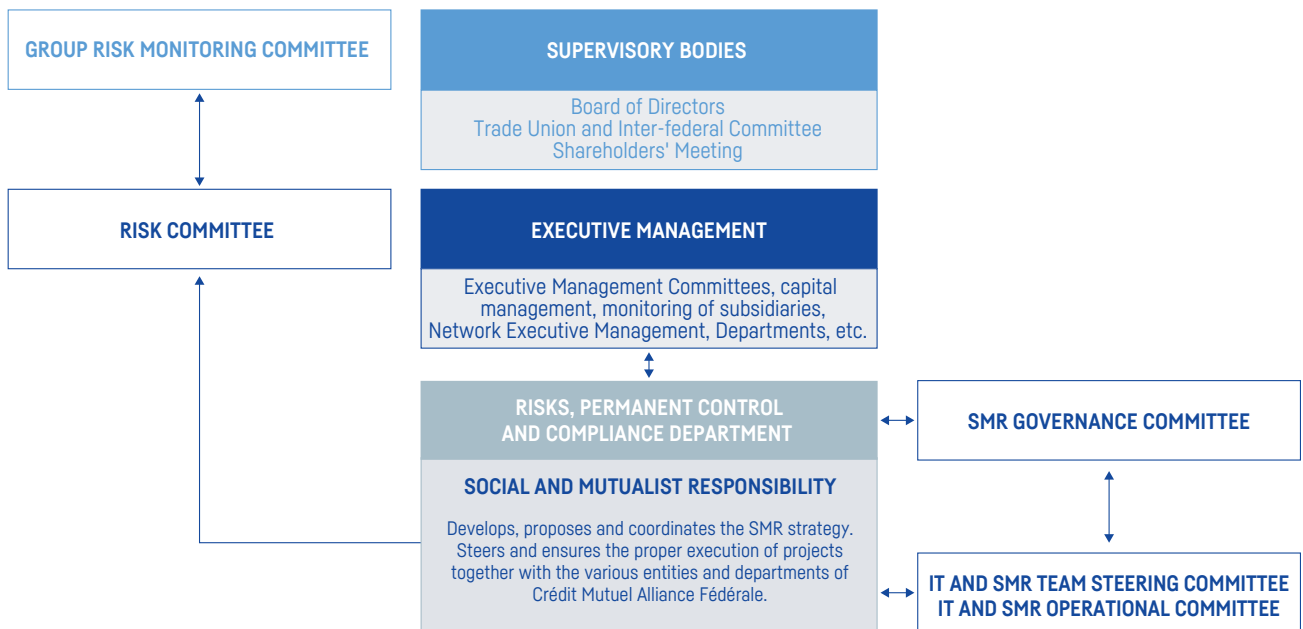 GROUP RISK MONITORING COMMITTEE
SUPERVISORY BODIES
Board of Directors
Trade Union and Inter-federal Committee
Shareholders' Meeting
RISK COMMITTEE
EXECUTIVE MANAGEMENT
Executive Management Committees, capital
management, monitoring of subsidiaries,
Network Executive Management, Departments, etc.
RISKS, PERMANENT CONTROL
AND COMPLIANCE DEPARTMENT
SMR GOVERNANCE COMMITTEE
SOCIAL AND MUTUALIST RESPONSIBILITY
Develops, proposes and coordinates the SMR strategy.
Steers and ensures the proper execution of projects
together with the various entities and departments of
Crédit Mutuel Alliance Fédérale.
IT AND SMR TEAM STEERING COMMITTEE
IT AND SMR OPERATIONAL COMMITTEE